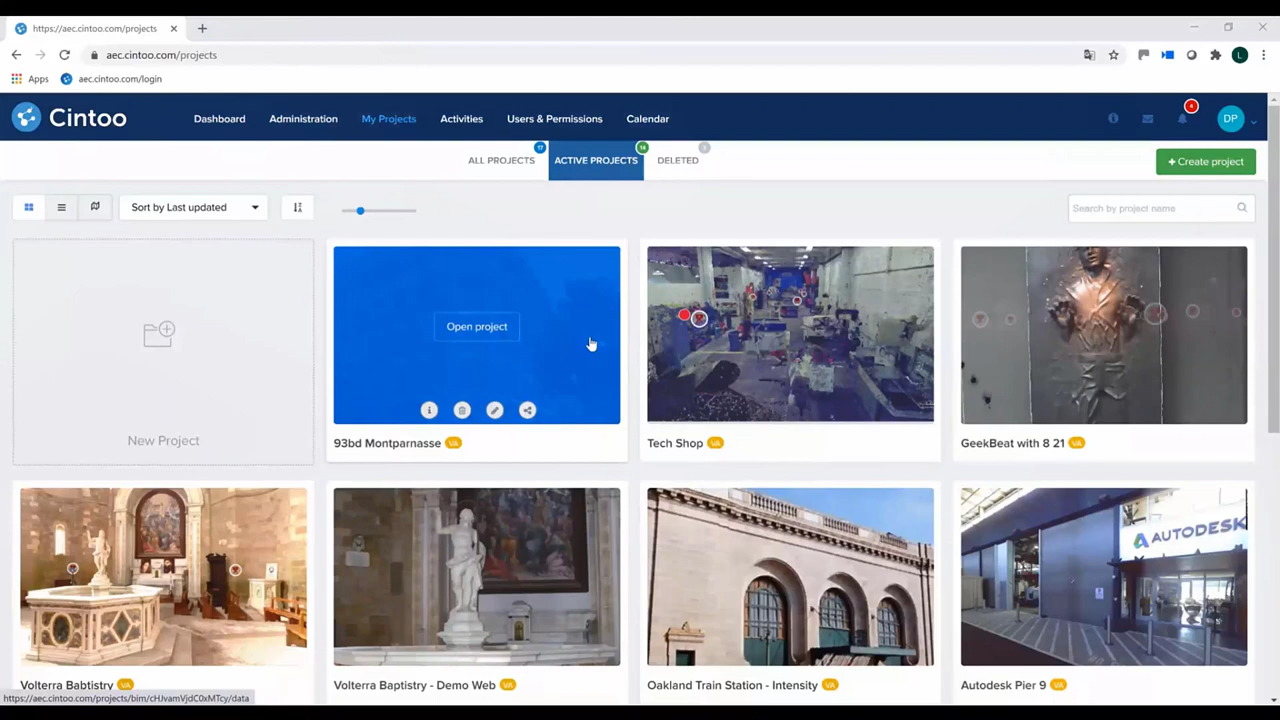 https://aec.cintoo.com/projects
aec.cintoo.com/projects
L
Apps aec.cintoo.com/login
Cintoo Dashboard Administration My Projects Activities Users & Permissions Calendar 4 DP
ALL PROJECTS 17 ACTIVE PROJECTS 14 DELETED
+ Create project
Sort by Last updated
Search by project name
Open project
New Project
93bd Montparnasse VA
Tech Shop VA
GeekBeat with 8 21 VA
AUTODESK
Volterra Babtistry VA
Volterra Baptistry - Demo Web VA
Oakland Train Station - Intensity VA
Autodesk Pier 9 VA
https://aec.cintoo.com/projects/bim/cHJvamVjdC0xMTcy/data